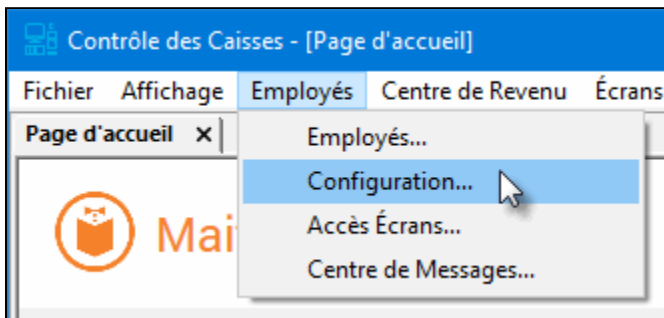 Contrôle des Caisses - [Page d'accueil]
Fichier Affichage Employés Centre de Revenu Écrans
Page d'accueil x
Employés...
Configuration...
Mai
Accès Écrans...
Centre de Messages...